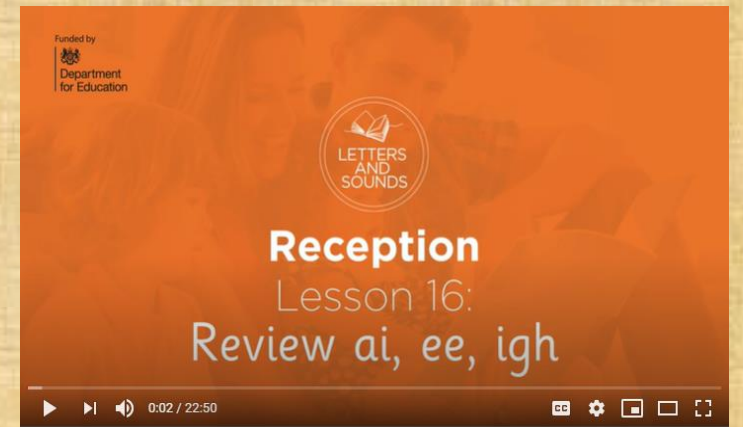 Funded by
Department
for Education
LETTERS
AND
SOUNDS
Reception
Lesson 16:
Review ai, ee, igh
0:02 / 22:50
CC